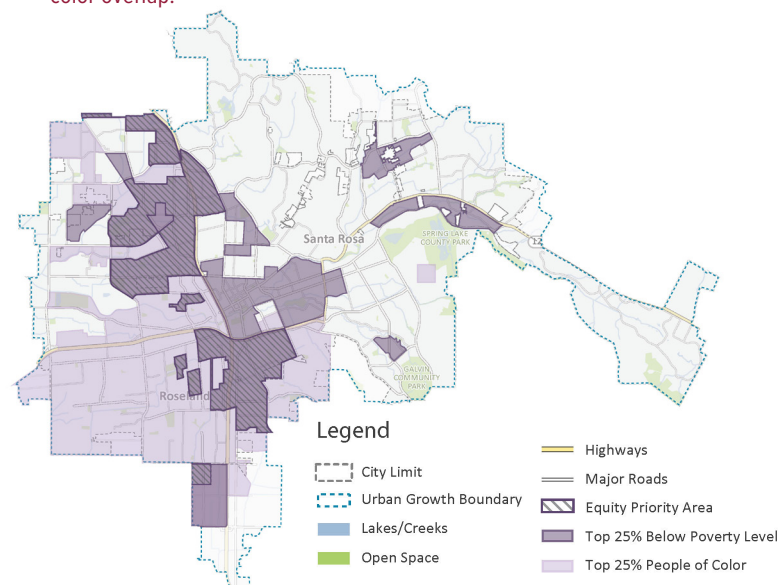 color overlap.
Santa Rosa
SPRING LAKE
COUNTY PARK
12
GALVIN
COMMUNITY
PARK
Roseland
Legend
City Limit
Urban Growth Boundary
Lakes/Creeks
Open Space
Highways
Major Roads
Equity Priority Area
Top 25% Below Poverty Level
Top 25% People of Color